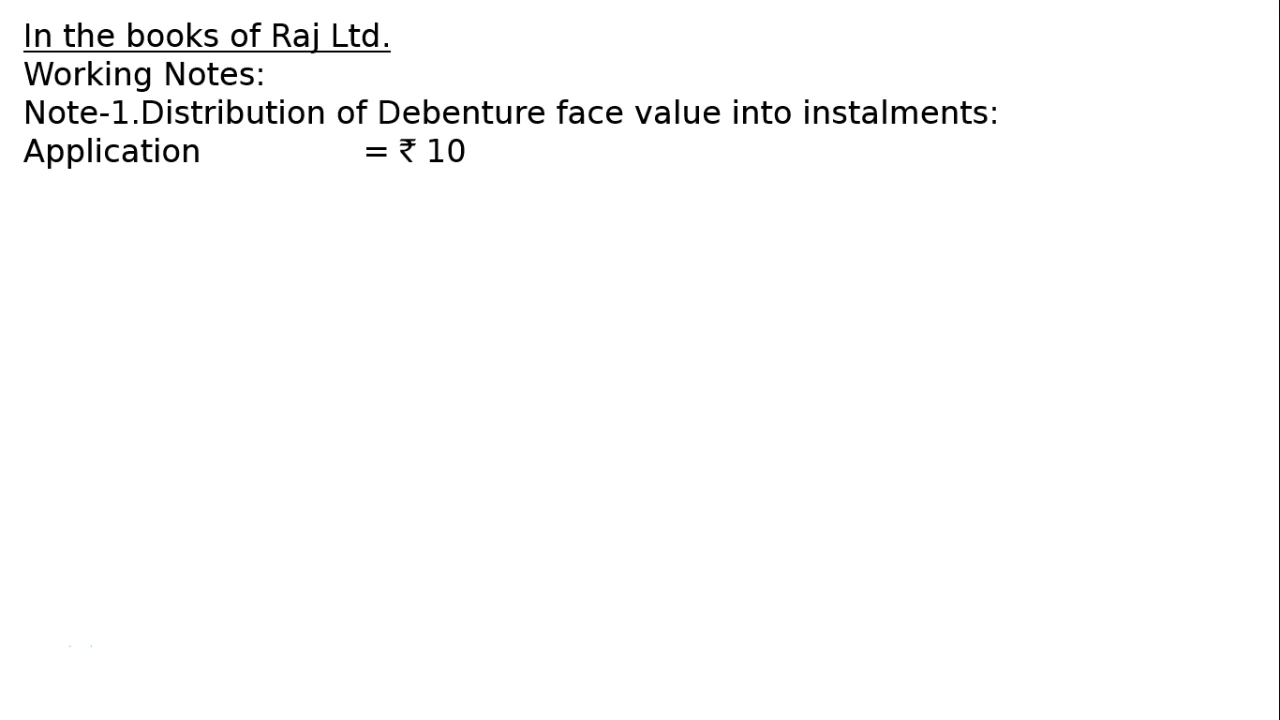 In the books of Raj Ltd.
Working Notes:
Note-1.Distribution of Debenture face value into instalments:
Application = ₹ 10